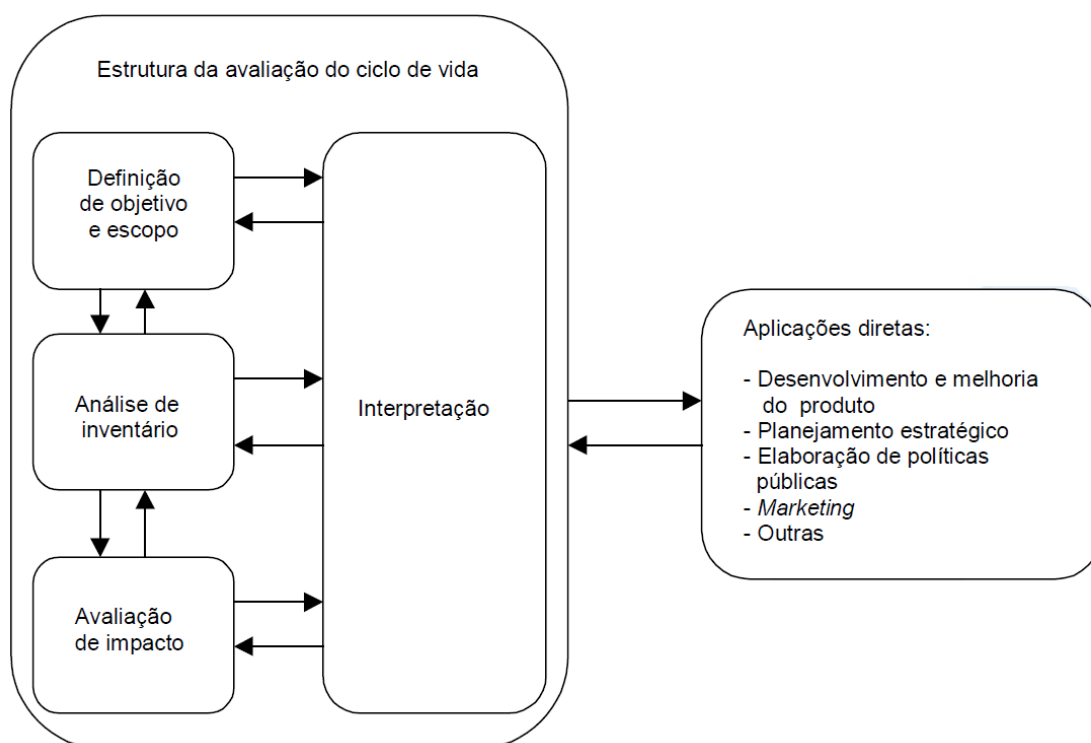 Estrutura da avaliação do ciclo de vida
Definição
de objetivo
e escopo
Análise de
inventário
Avaliação
de impacto
Interpretação
Aplicações diretas:
- Desenvolvimento e melhoria
do produto
- Planejamento estratégico
- Elaboração de políticas
públicas
- Marketing
- Outras